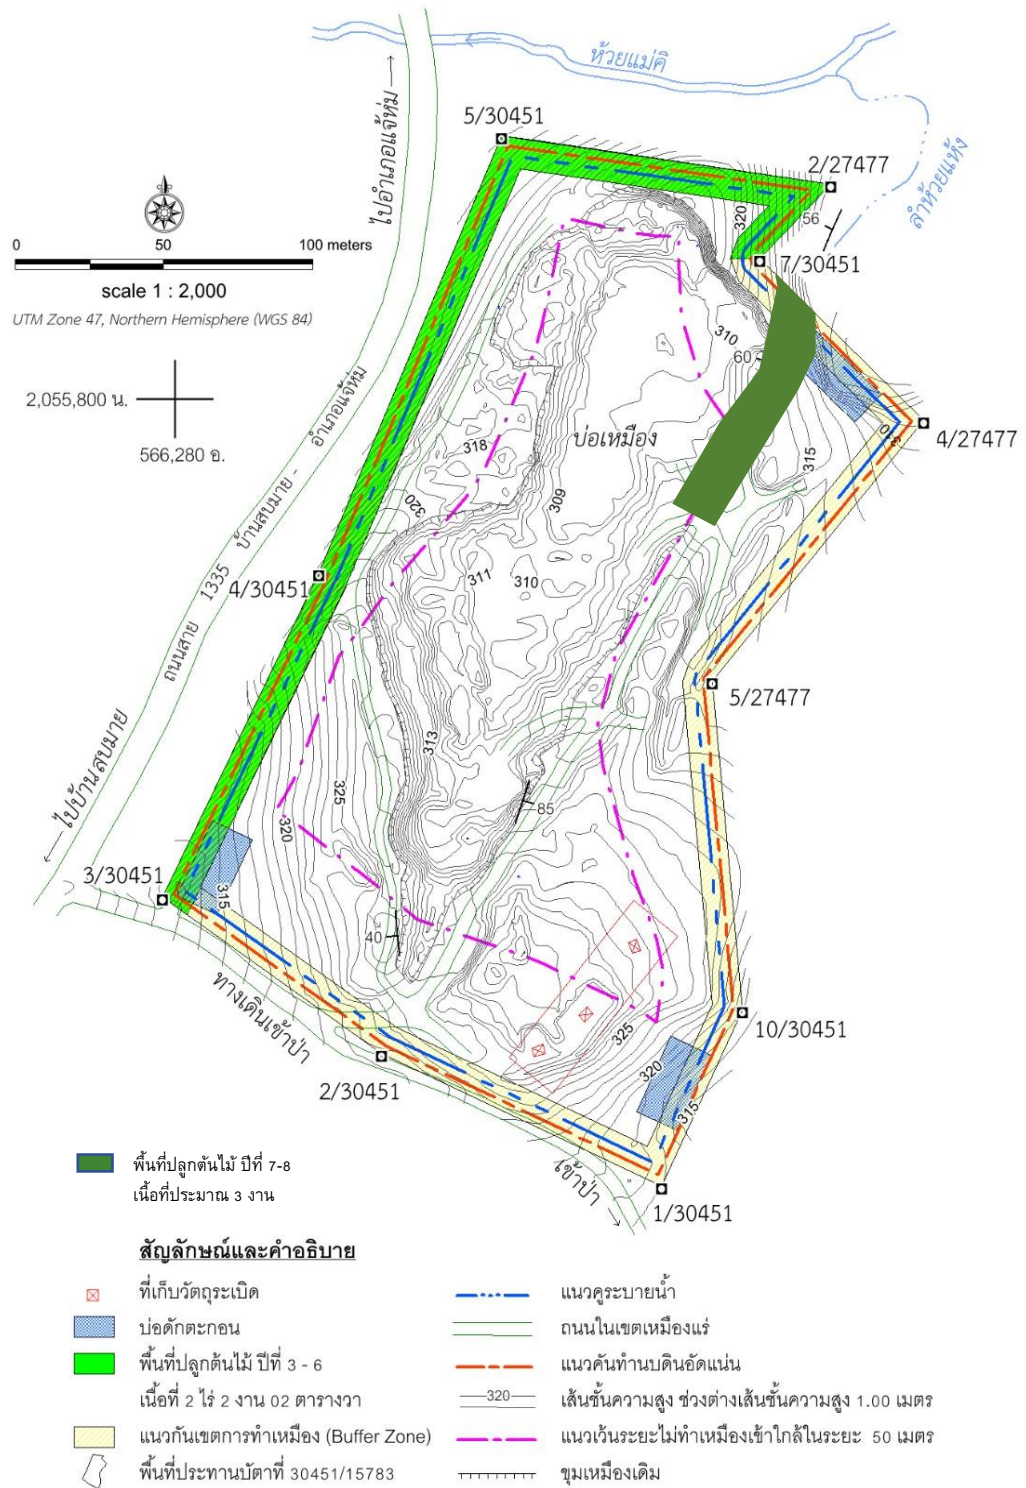 ห้วยแม่คิ
ลำห้วยแห้ง
ไปอำเภอแจ้ห่ม
5/30451
2/27477
320
56
7/30451
0 50 100 meters
scale 1 : 2,000
UTM Zone 47, Northern Hemisphere (WGS 84)
310
60
2,055,800 น.
566,280 อ.
อำเภอแจ้ห่ม
บ้านสบมาย -
1335
ถนนสาย
บ่อเหมือง
318
320
309
315
310
4/27477
4/30451
311
310
5/27477
ไปบ้านสบมาย
313
325
320
85
3/30451
315
40
ทางเดินเข้าป่า
325
10/30451
320
315
2/30451
เข้าป่า
1/30451
พื้นที่ปลูกต้นไม้ ปีที่ 7-8
เนื้อที่ประมาณ 3 งาน
สัญลักษณ์และคำอธิบาย
ที่เก็บวัตถุระเบิด
แนวคูระบายน้ำ
บ่อดักตะกอน
ถนนในเขตเหมืองแร่
พื้นที่ปลูกต้นไม้ ปีที่ 3 - 6
แนวคันทำนบดินอัดแน่น
เนื้อที่ 2 ไร่ 2 งาน 02 ตารางวา
320
เส้นชั้นความสูง ช่วงต่างเส้นชั้นความสูง 1.00 เมตร
แนวกันเขตการทำเหมือง (Buffer Zone)
แนวเว้นระยะไม่ทำเหมืองเข้าใกล้ในระยะ 50 เมตร
พื้นที่ประทานบัตาที่ 30451/15783
ขุมเหมืองเดิม